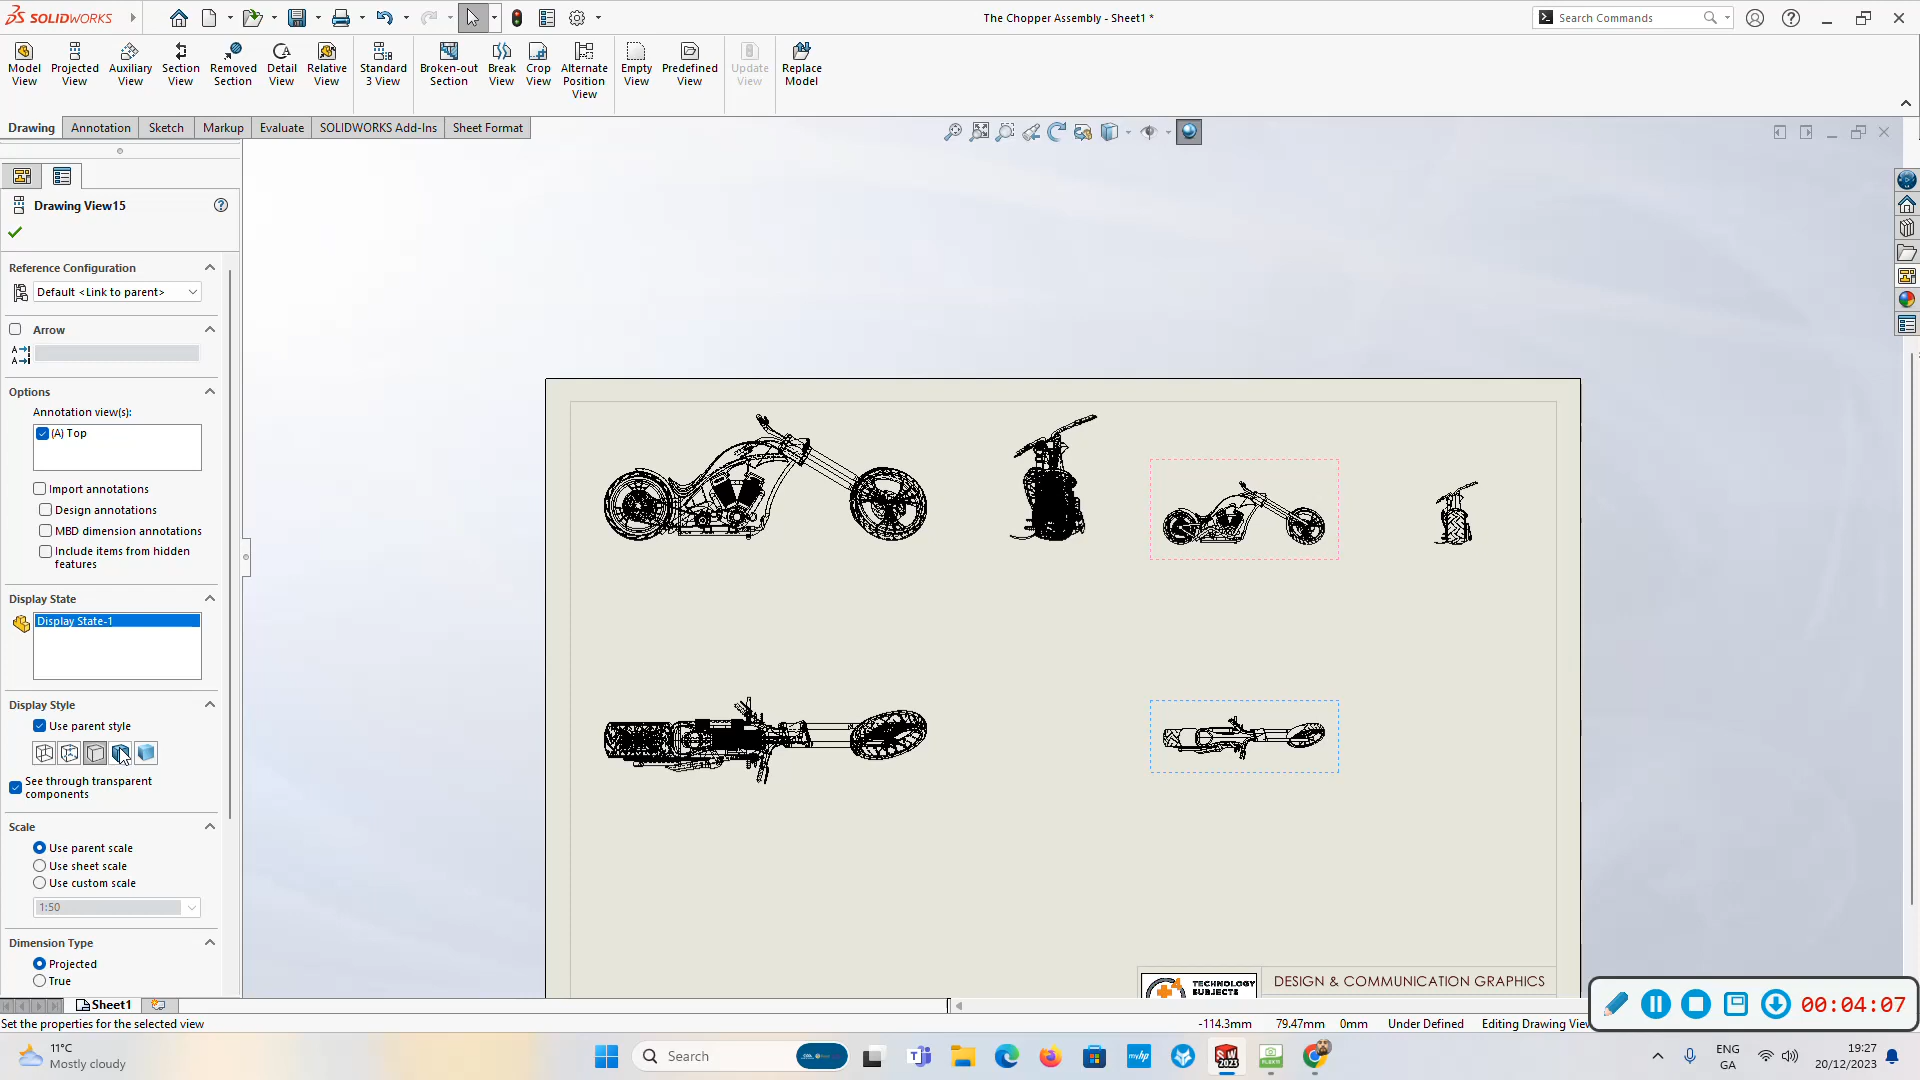 SOLIDWORKS
The Chopper Assembly - Sheet1 *
Search Commands
Model View
Projected View
Auxiliary View
Section View
Removed Section
Detail View
Relative View
Standard 3 View
Broken-out Section
Break View
Crop View
Alternate Position View
Empty View
Predefined View
Update View
Replace Model
Drawing
Annotation
Sketch
Markup
Evaluate
SOLIDWORKS Add-Ins
Sheet Format
Drawing View15
Reference Configuration
Default <Link to parent>
Arrow
Options
Annotation view(s):
(A) Top
Import annotations
Design annotations
MBD dimension annotations
Include items from hidden
features
Display State
Display State-1
Display Style
Use parent style
See through transparent
components
Scale
Use parent scale
Use sheet scale
Use custom scale
1:50
Dimension Type
Projected
True
TECHNOLOGY
SUBJECTS
DESIGN & COMMUNICATION GRAPHICS
Sheet1
00:04:07
Set the properties for the selected view
-114.3mm
79.47mm
0mm
Under Defined
Editing Drawing View
11°C
Mostly cloudy
Search
ENG
GA
19:27
20/12/2023